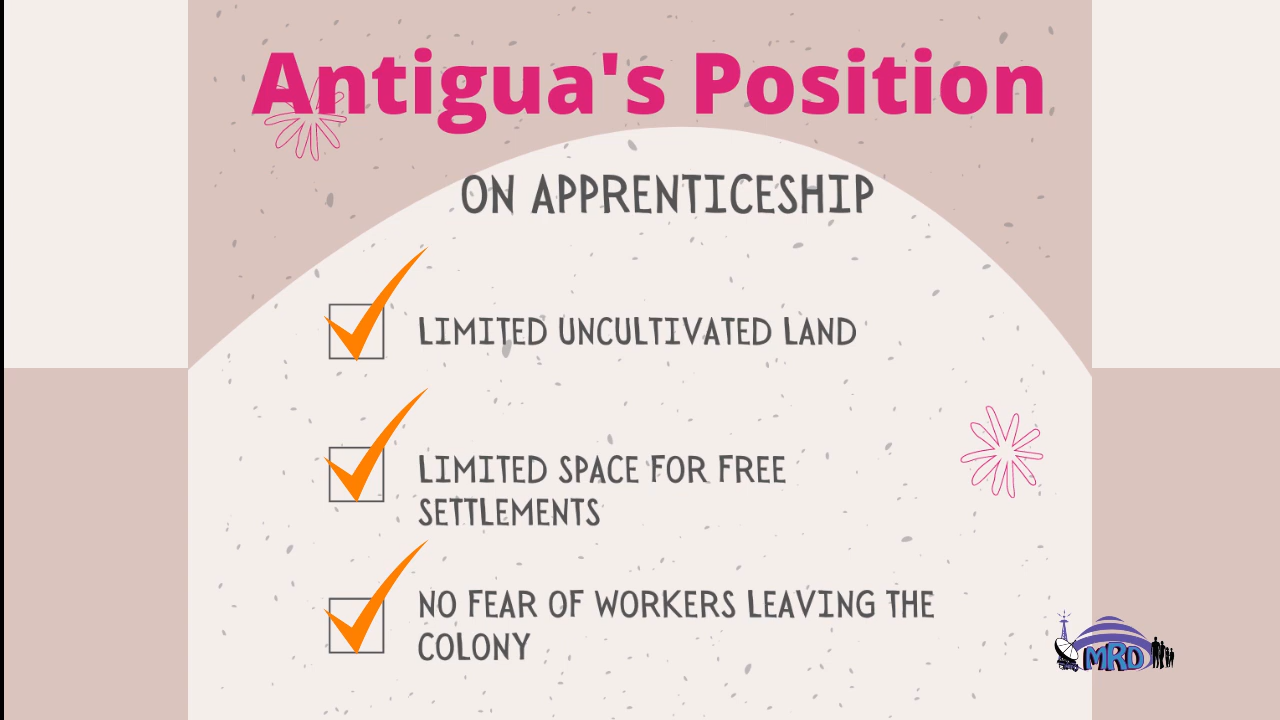 Antigua's Position
ON APPRENTICESHIP
LIMITED UNCULTIVATED LAND
LIMITED SPACE FOR FREE
SETTLEMENTS
NO FEAR OF WORKERS LEAVING THE
COLONY
MRD